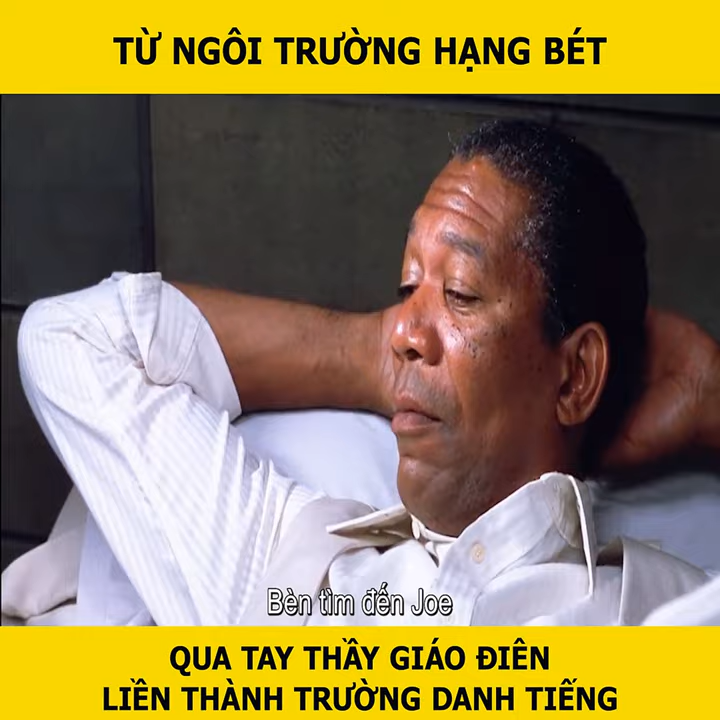 TỪ NGÔI TRƯỜNG HẠNG BÉT
Bèn tìm đến Joe
QUA TAY THẦY GIÁO ĐIÊN
LIỀN THÀNH TRƯỜNG DANH TIẾNG